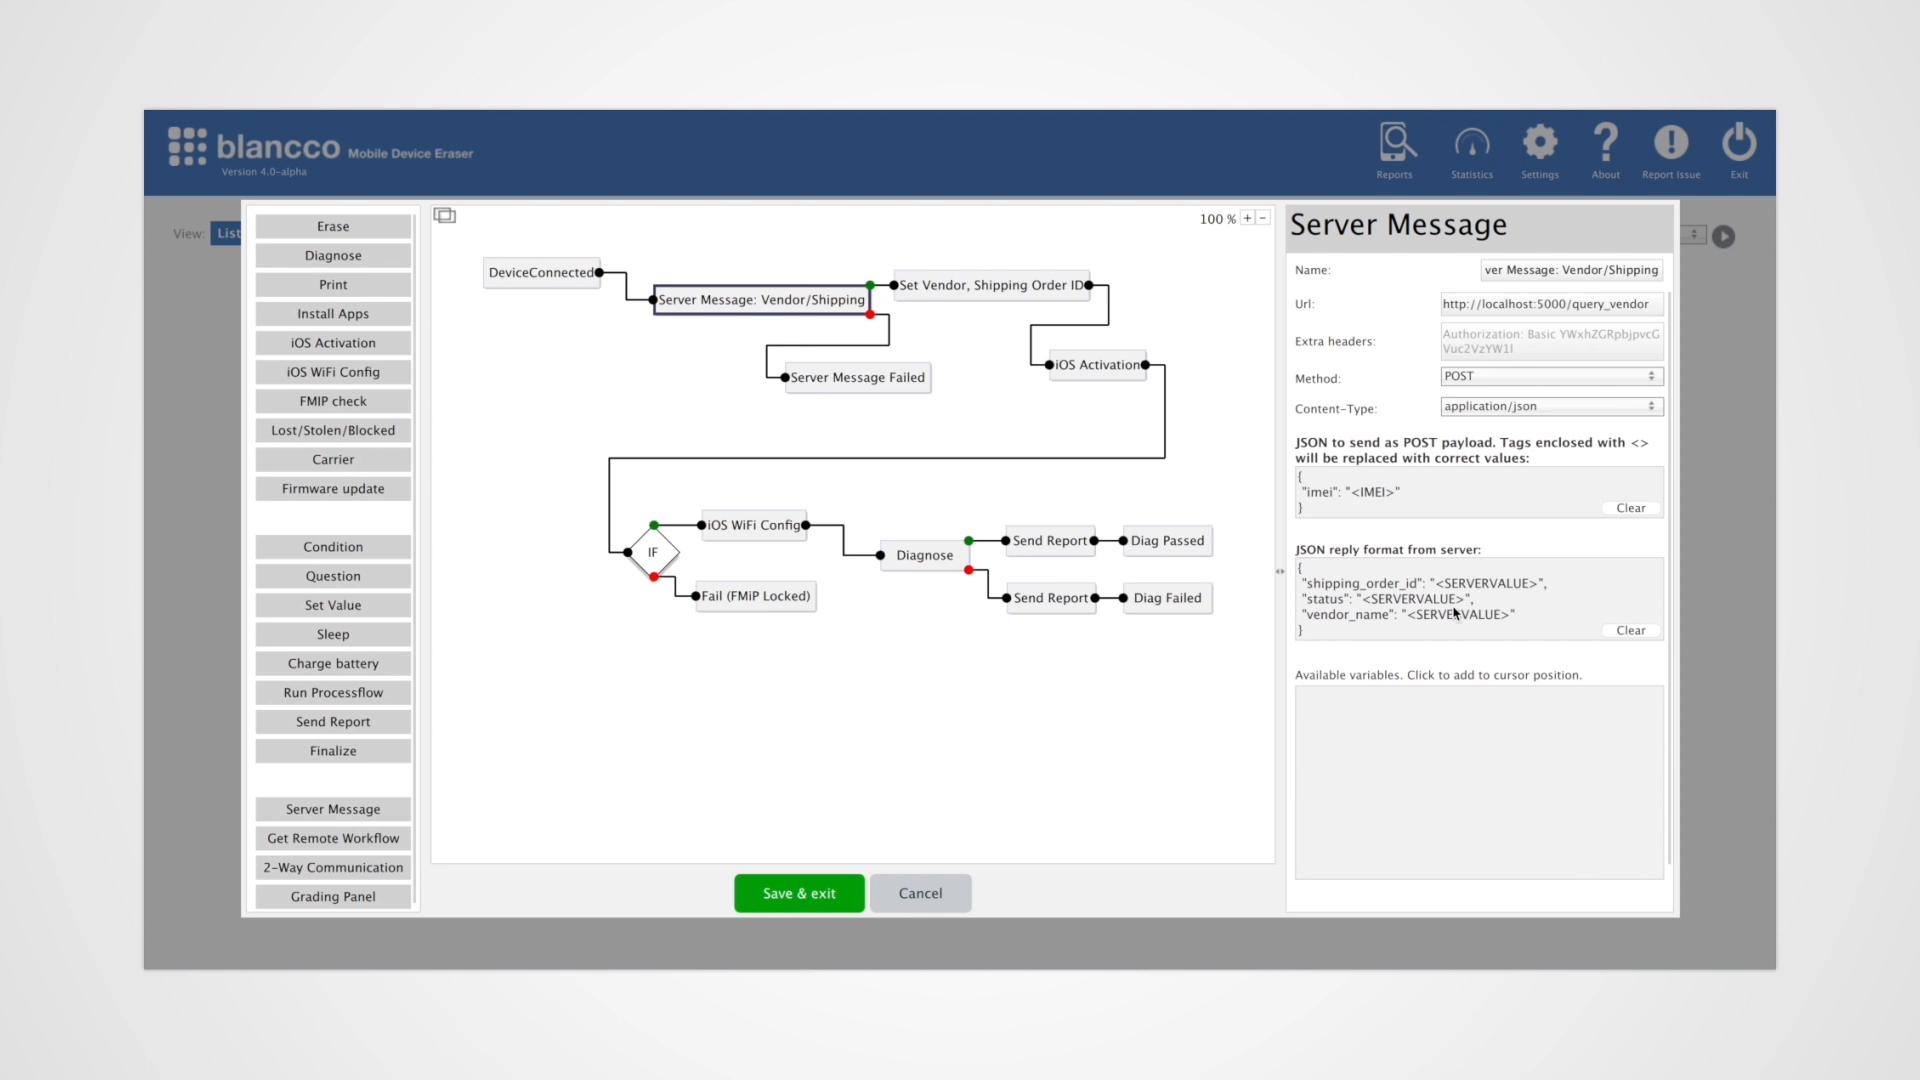 blancco Mobile Device Eraser
Version 4.0-alpha
Reports
Statistics
Settings
About
Report Issue
Exit
View:
List
Erase
Diagnose
Print
Install Apps
iOS Activation
iOS WiFi Config
FMIP check
Lost/Stolen/Blocked
Carrier
Firmware update
Condition
Question
Set Value
Sleep
Charge battery
Run Processflow
Send Report
Finalize
Server Message
Get Remote Workflow
2-Way Communication
Grading Panel
100 % + -
DeviceConnected
Server Message: Vendor/Shipping
Set Vendor, Shipping Order ID
Server Message Failed
iOS Activation
IF
iOS WiFi Config
Fail (FMiP Locked)
Diagnose
Send Report
Diag Passed
Send Report
Diag Failed
Save & exit
Cancel
Server Message
Name:
ver Message: Vendor/Shipping
Url:
http://localhost:5000/query_vendor
Extra headers:
Authorization: Basic YWxhZGRpbjpvcG
Vuc2VzYW1l
Method:
POST
Content-Type:
application/json
JSON to send as POST payload. Tags enclosed with <>
will be replaced with correct values:
{
"imei": "<IMEI>"
}
Clear
JSON reply format from server:
{
"shipping_order_id": "<SERVERVALUE>",
"status": "<SERVERVALUE>",
"vendor_name": "<SERVERVALUE>"
}
Clear
Available variables. Click to add to cursor position.